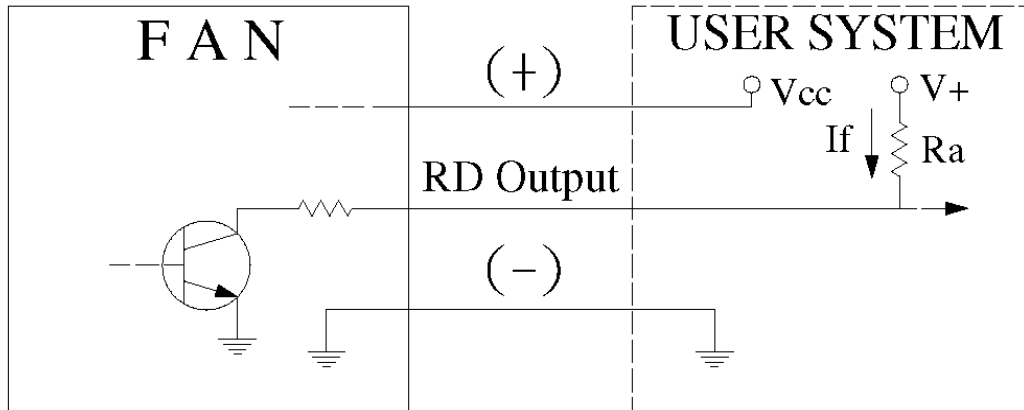 F A N
USER SYSTEM
(+)
Vcc
V+
If
Ra
RD Output
(-)